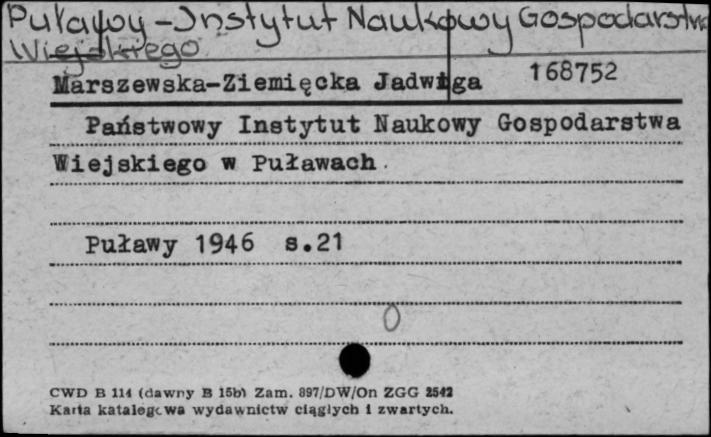 Puławy - Instytut Naukowy Gospodarstwa
Wiejskiego
Marszewska-Ziemięcka Jadwiga 168752
Państwowy Instytut Naukowy Gospodarstwa
Wiejskiego w Puławach.
Puławy 1946 s.21
0
CWD B 114 (dawny B 15b) Zam. 897/DW/On ZGG 2542
Karta katalogowa wydawnictw ciągłych i zwartych.